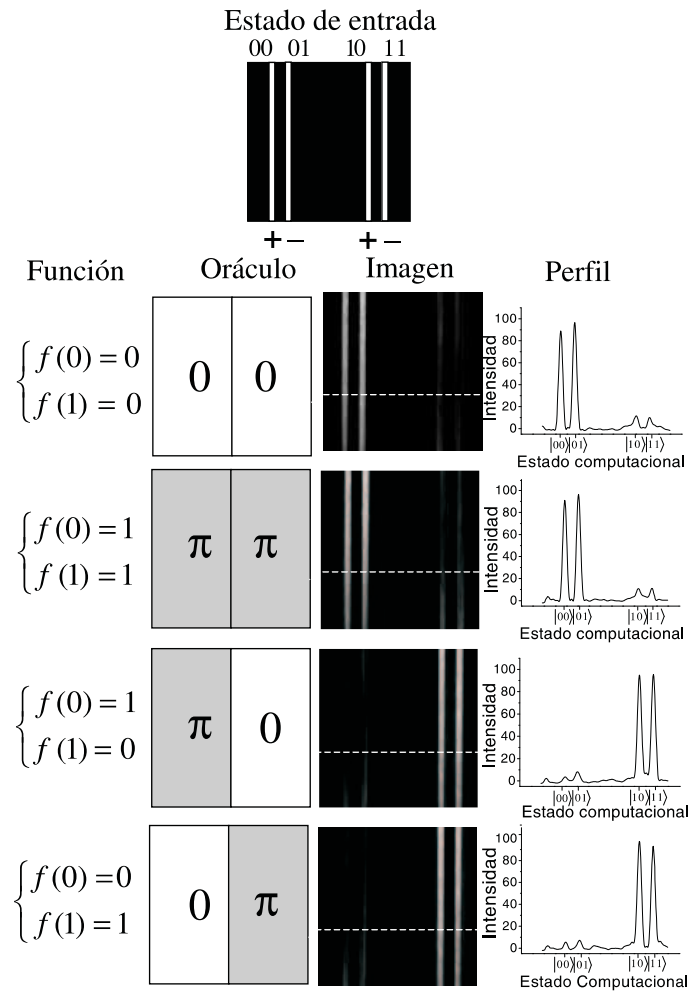 Estado de entrada
00 01 10 11
+ − + −
Función Oráculo Imagen Perfil
f(0) = 0
f(1) = 0
0 0
Intensidad
100
80
60
40
20
0
|00⟩ |01⟩ |10⟩ |11⟩
Estado computacional
f(0) = 1
f(1) = 1
π π
Intensidad
100
80
60
40
20
0
|00⟩ |01⟩ |10⟩ |11⟩
Estado computacional
f(0) = 1
f(1) = 0
π 0
Intensidad
100
80
60
40
20
0
|00⟩ |01⟩ |10⟩ |11⟩
Estado computacional
f(0) = 0
f(1) = 1
0 π
Intensidad
100
80
60
40
20
0
|00⟩ |01⟩ |10⟩ |11⟩
Estado Computacional